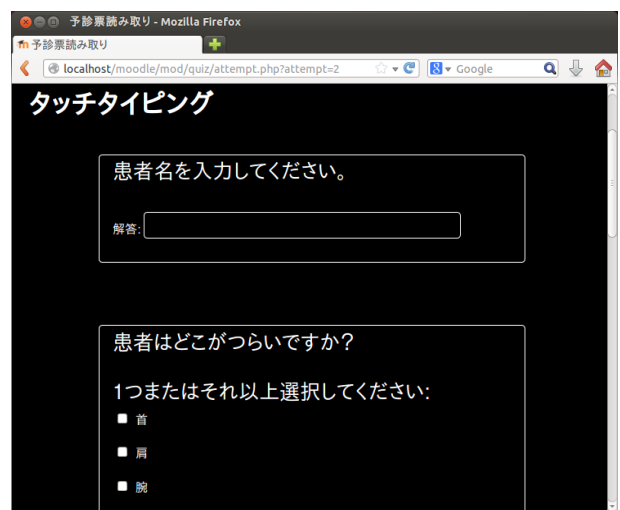 予診票読み取り - Mozilla Firefox
予診票読み取り
localhost/moodle/mod/quiz/attempt.php?attempt=2
Google
タッチタイピング
患者名を入力してください。
解答:
患者はどこがつらいですか?
1つまたはそれ以上選択してください:
首
肩
腕